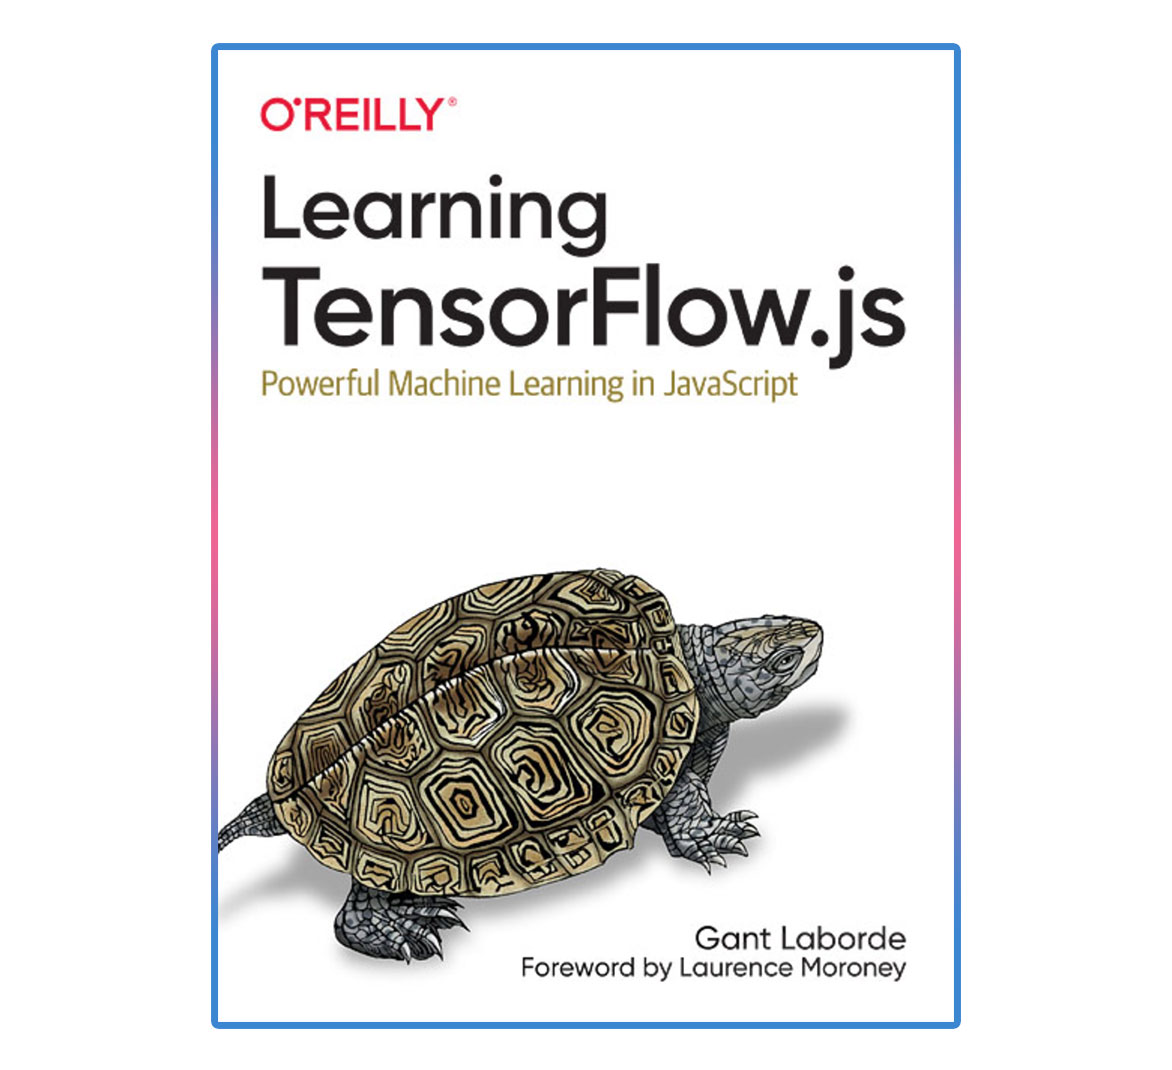 O'REILLY®
Learning
TensorFlow.js
Powerful Machine Learning in JavaScript
Gant Laborde
Foreword by Laurence Moroney